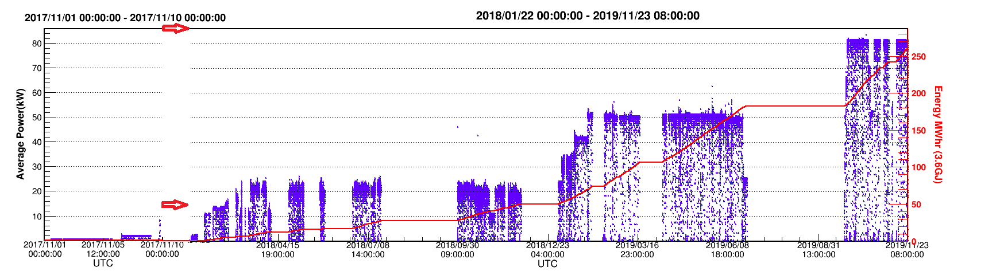 2017/11/01 00:00:00 - 2017/11/10 00:00:00
2018/01/22 00:00:00 - 2019/11/23 08:00:00
Average Power(kW)
80
70
60
50
40
30
20
10
250
200
150
100
50
0
Energy MWhr (3.6GJ)
2017/11/01 2017/11/05 2017/11/10 2018/04/15 2018/07/08 2018/09/30 2018/12/23 2019/03/16 2019/06/08 2019/08/31 2019/11/23
00:00:00 12:00:00 00:00:00 19:00:00 14:00:00 09:00:00 04:00:00 23:00:00 18:00:00 13:00:00 08:00:00
UTC UTC